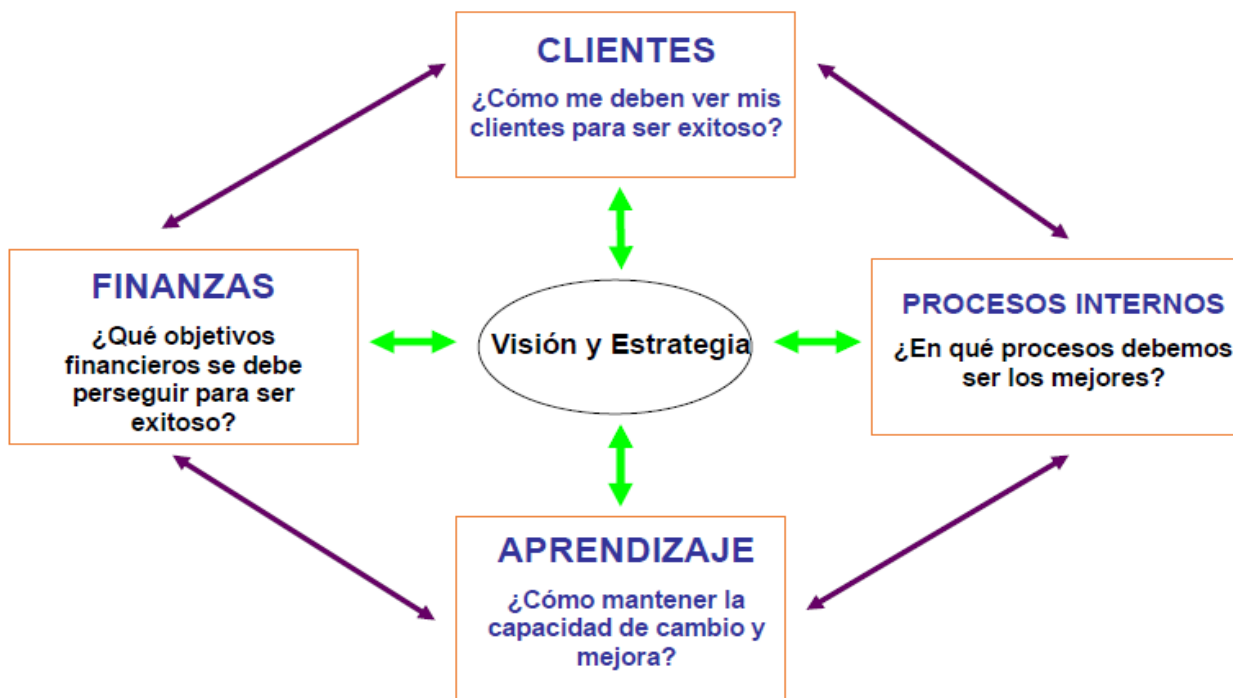 CLIENTES
¿Cómo me deben ver mis
clientes para ser exitoso?
FINANZAS
¿Qué objetivos
financieros se debe
perseguir para ser
exitoso?
Visión y Estrategia
PROCESOS INTERNOS
¿En qué procesos debemos
ser los mejores?
APRENDIZAJE
¿Cómo mantener la
capacidad de cambio y
mejora?